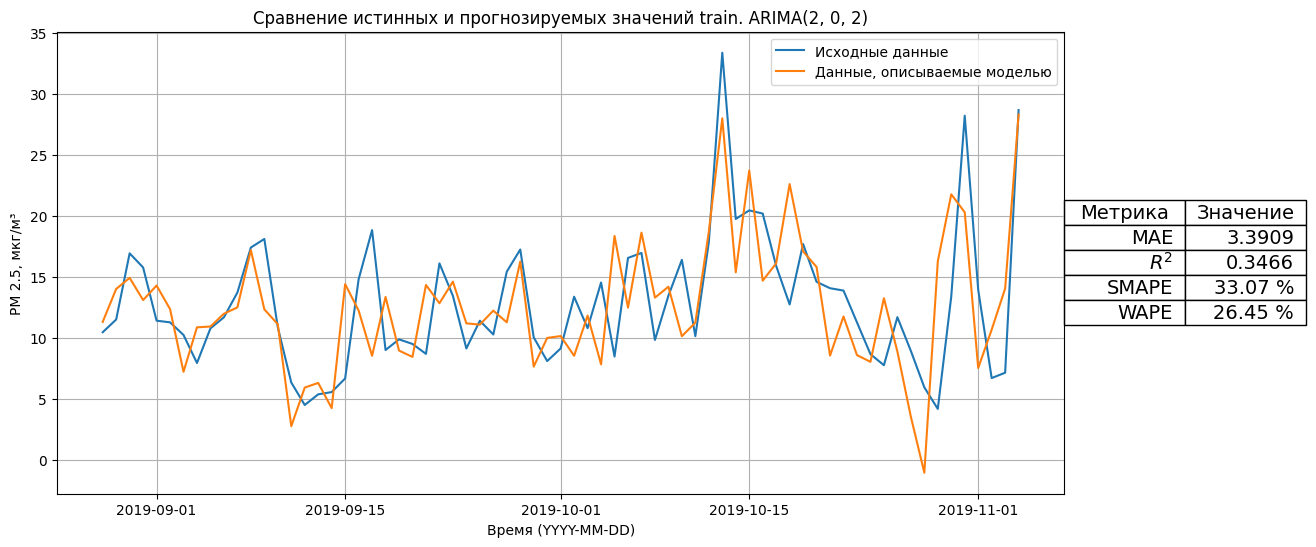 Сравнение истинных и прогнозируемых значений train. ARIMA(2, 0, 2)
Исходные данные
Данные, описываемые моделью
35
30
25
20
15
10
5
0
PM 2.5, мкг/м³
2019-09-01 2019-09-15 2019-10-01 2019-10-15 2019-11-01
Время (YYYY-MM-DD)
Метрика Значение
MAE 3.3909
R² 0.3466
SMAPE 33.07 %
WAPE 26.45 %